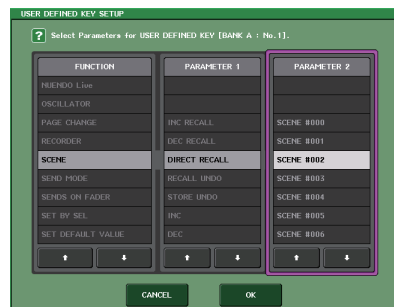 USER DEFINED KEY SETUP
? Select Parameters for USER DEFINED KEY [BANK A : No.1].
FUNCTION
NUENDO Live
OSCILLATOR
PAGE CHANGE
RECORDER
SCENE
SEND MODE
SENDS ON FADER
SET BY SEL
SET DEFAULT VALUE
PARAMETER 1
INC RECALL
DEC RECALL
DIRECT RECALL
RECALL UNDO
STORE UNDO
INC
DEC
PARAMETER 2
SCENE #000
SCENE #001
SCENE #002
SCENE #003
SCENE #004
SCENE #005
SCENE #006
CANCEL
OK